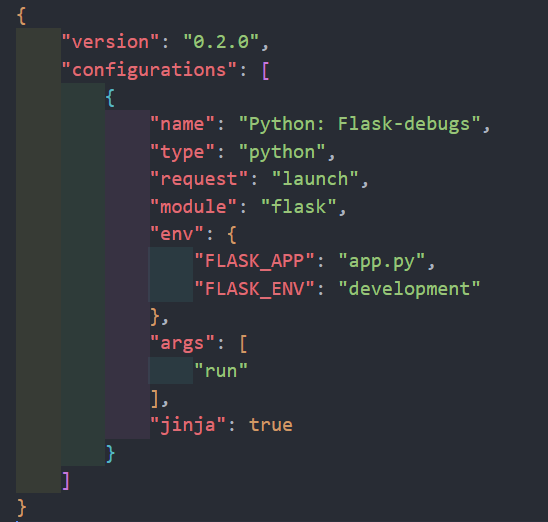 {
"version": "0.2.0",
"configurations": [
{
"name": "Python: Flask-debugs",
"type": "python",
"request": "launch",
"module": "flask",
"env": {
"FLASK_APP": "app.py",
"FLASK_ENV": "development"
},
"args": [
"run"
],
"jinja": true
}
]
}